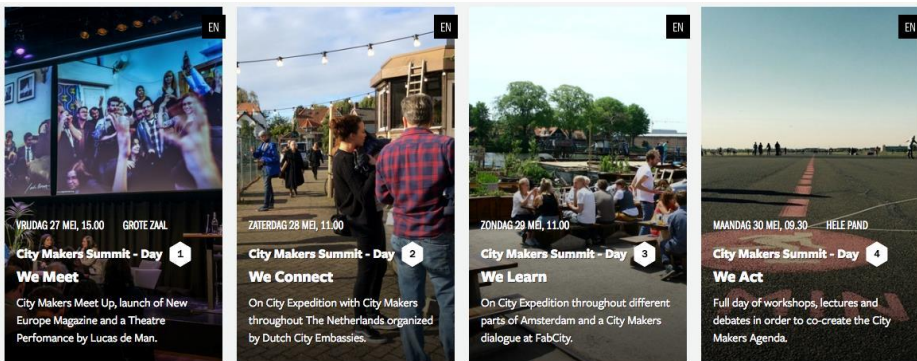 EN
VRIJDAG 27 MEI, 15.00 GROTE ZAAL
City Makers Summit - Day 1
We Meet
City Makers Meet Up, launch of New
Europe Magazine and a Theatre
Perfomance by Lucas de Man.
EN
ZATERDAG 28 MEI, 11.00
City Makers Summit - Day 2
We Connect
On City Expedition with City Makers
throughout The Netherlands organized
by Dutch City Embassies.
EN
ZONDAG 29 MEI, 11.00
City Makers Summit - Day 3
We Learn
On City Expedition throughout different
parts of Amsterdam and a City Makers
dialogue at FabCity.
EN
MAANDAG 30 MEI, 09.30 HELE PAND
City Makers Summit - Day 4
We Act
Full day of workshops, lectures and
debates in order to co-create the City
Makers Agenda.